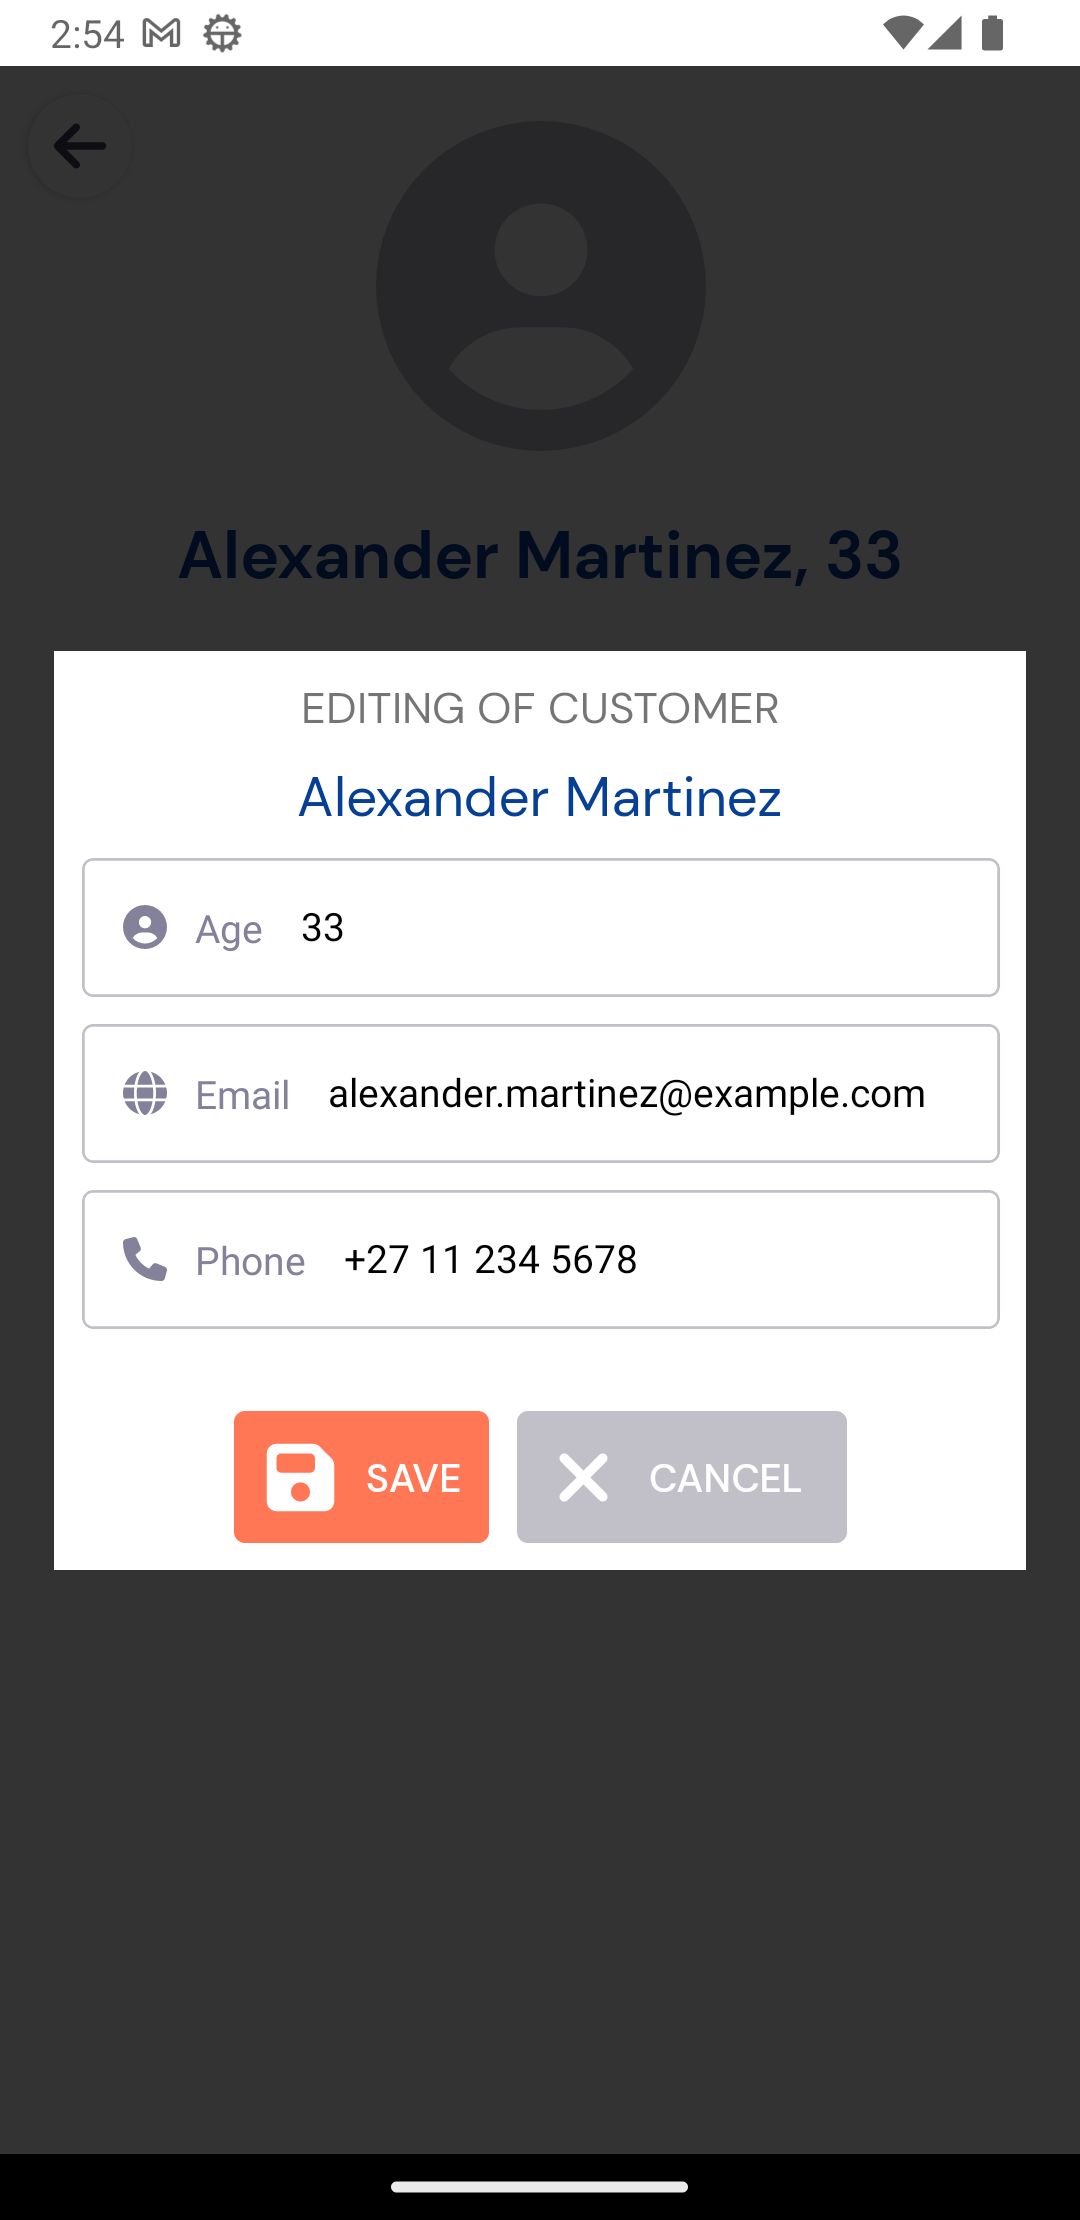 2:54
Alexander Martinez, 33
EDITING OF CUSTOMER
Alexander Martinez
Age 33
Email alexander.martinez@example.com
Phone +27 11 234 5678
SAVE CANCEL